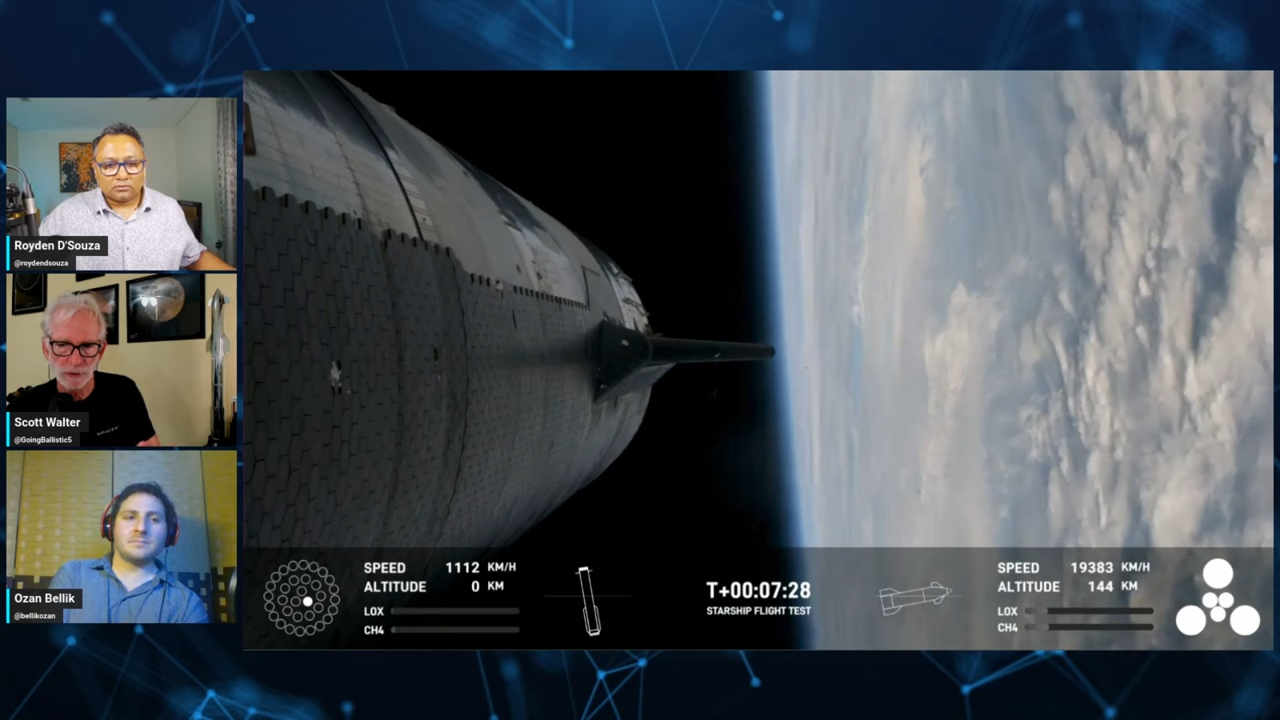 Royden D'Souza
@roydendsouza
Scott Walter
@GoingBallistic5
Ozan Bellik
@bellikozan
SPEED 1112 KM/H
ALTITUDE 0 KM
LOX
CH4
T+00:07:28
STARSHIP FLIGHT TEST
SPEED 19383 KM/H
ALTITUDE 144 KM
LOX
CH4